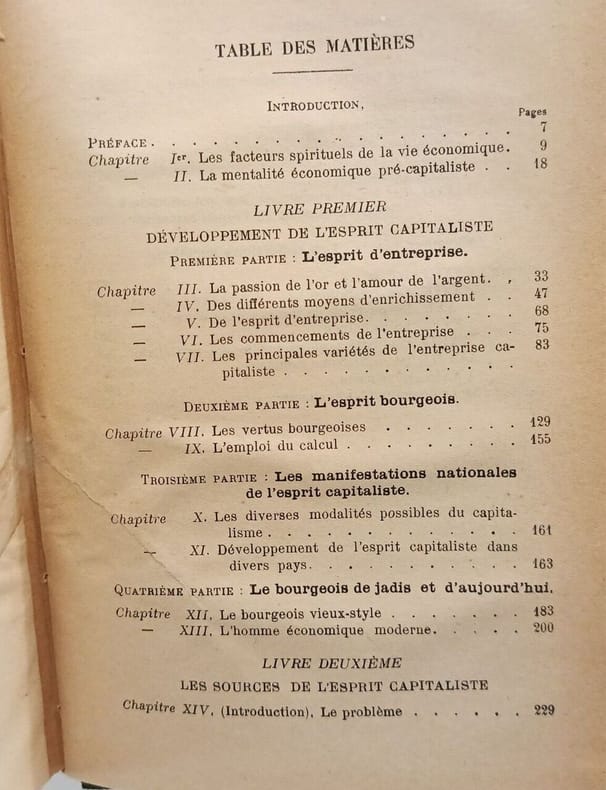 TABLE DES MATIÈRES
INTRODUCTION.
Pages
PRÉFACE . . . . . . . . . . . . . . . 7
Chapitre Ier. Les facteurs spirituels de la vie économique. 9
— II. La mentalité économique pré-capitaliste . . 18
LIVRE PREMIER
DÉVELOPPEMENT DE L'ESPRIT CAPITALISTE
PREMIÈRE PARTIE : L'esprit d'entreprise.
Chapitre III. La passion de l'or et l'amour de l'argent. . 33
— IV. Des différents moyens d'enrichissement . . 47
— V. De l'esprit d'entreprise. . . . . . . . 68
— VI. Les commencements de l'entreprise . . . 75
— VII. Les principales variétés de l'entreprise ca- 83
pitaliste . . . . . . . . . . . .
DEUXIÈME PARTIE : L'esprit bourgeois.
Chapitre VIII. Les vertus bourgeoises . . . . . . . 129
— IX. L'emploi du calcul . . . . . . . . . 155
TROISIÈME PARTIE : Les manifestations nationales
de l'esprit capitaliste.
Chapitre X. Les diverses modalités possibles du capita-
lisme . . . . . . . . . . . . . 161
— XI. Développement de l'esprit capitaliste dans
divers pays. . . . . . . . . . . 163
QUATRIÈME PARTIE : Le bourgeois de jadis et d'aujourd'hui.
Chapitre XII. Le bourgeois vieux-style . . . . . . . 183
— XIII. L'homme économique moderne. . . . . 200
LIVRE DEUXIÈME
LES SOURCES DE L'ESPRIT CAPITALISTE
Chapitre XIV. (Introduction). Le problème . . . . . . 229